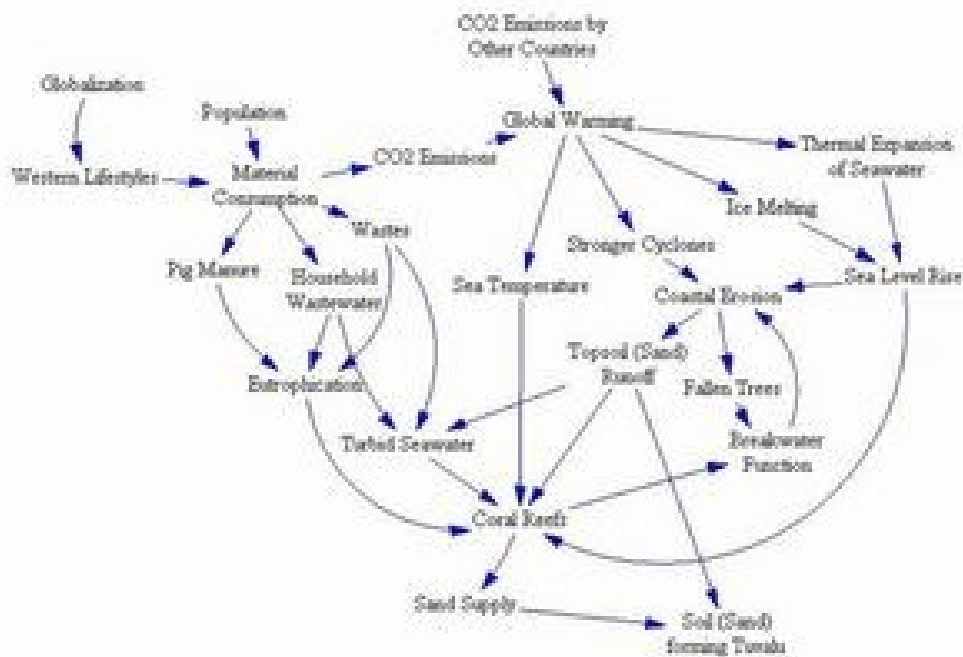 CO2 Emissions by
Other Countries
Globalization
Population
Global Warming
CO2 Emissions
Thermal Expansion
of Seawater
Western Lifestyles
Material
Consumption
Ice Melting
Wastes
Stronger Cyclones
Pig Manure
Household
Wastewater
Sea Temperature
Sea Level Rise
Coastal Erosion
Topsoil (Sand)
Runoff
Eutrophication
Fallen Trees
Turbid Seawater
Breakwater
Function
Coral Reefs
Sand Supply
Soil (Sand)
forming Tuvalu